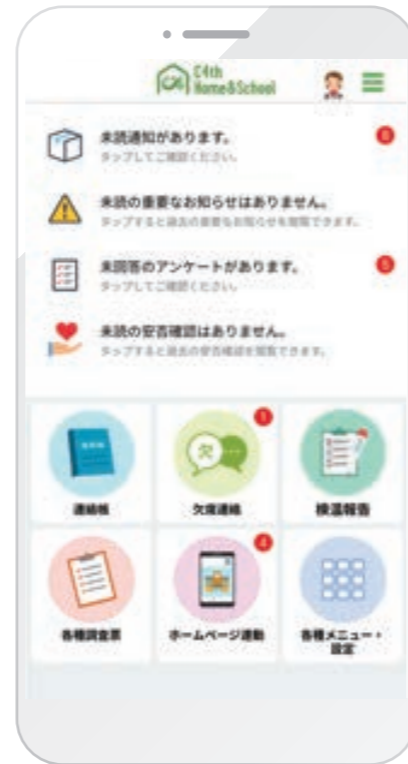 C4th
Home&School
未読通知があります。
タップしてご確認ください。
未読の重要なお知らせはありません。
タップすると過去の重要なお知らせを閲覧できます。
未回答のアンケートがあります。
タップしてご確認ください。
未読の安否確認はありません。
タップすると過去の安否確認を閲覧できます。
1
連絡帳
欠
欠席連絡
検温報告
4
各種調査票
ホームページ連動
各種メニュー・
設定